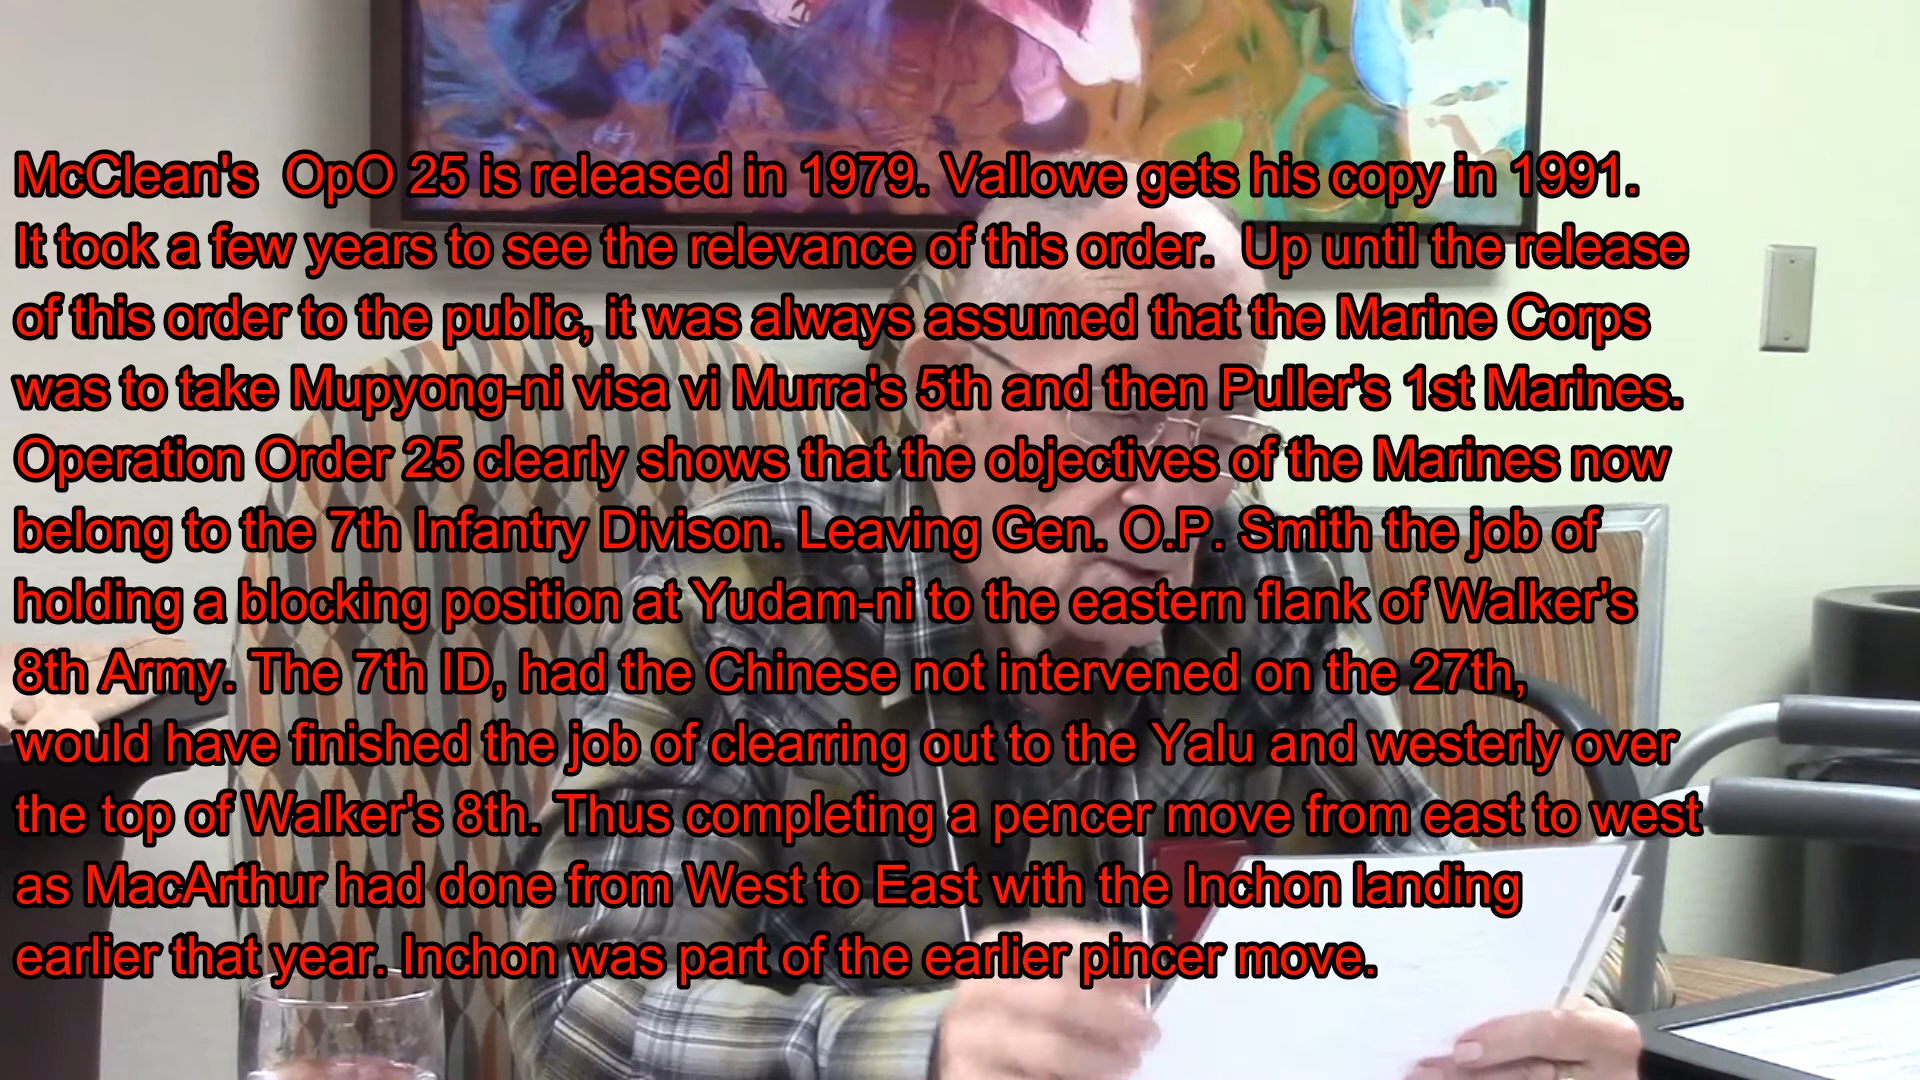 McClean's  OpO 25 is released in 1979. Vallowe gets his copy in 1991.
It took a few years to see the relevance of this order.  Up until the release
of this order to the public, it was always assumed that the Marine Corps
was to take Mupyong-ni visa vi Murra's 5th and then Puller's 1st Marines.
Operation Order 25 clearly shows that the objectives of the Marines now
belong to the 7th Infantry Divison. Leaving Gen. O.P. Smith the job of
holding a blocking position at Yudam-ni to the eastern flank of Walker's
8th Army. The 7th ID, had the Chinese not intervened on the 27th,
would have finished the job of clearring out to the Yalu and westerly over
the top of Walker's 8th. Thus completing a pencer move from east to west
as MacArthur had done from West to East with the Inchon landing
earlier that year. Inchon was part of the earlier pincer move.